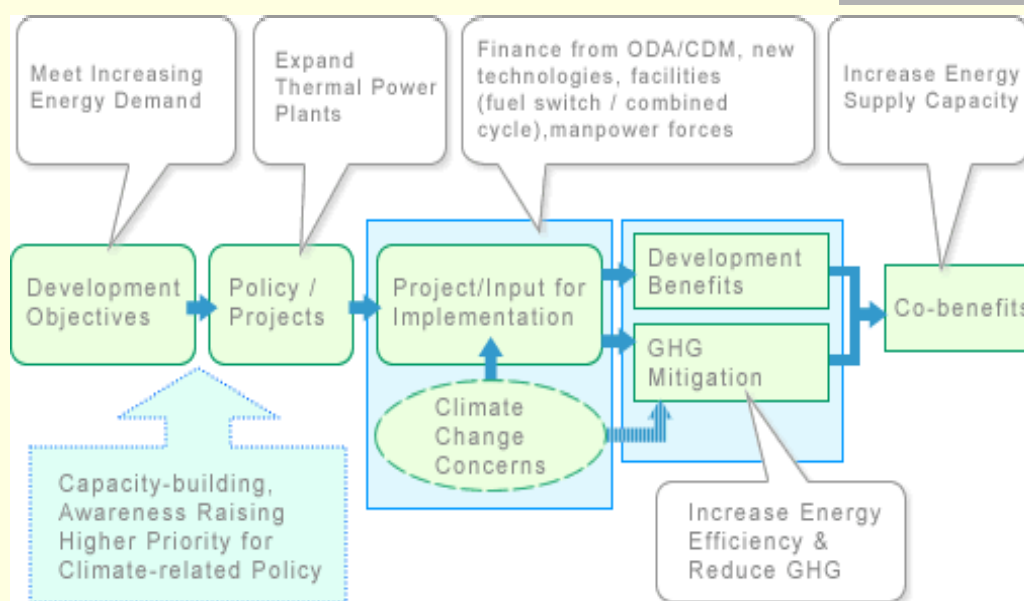 Meet Increasing
Energy Demand
Expand
Thermal Power
Plants
Finance from ODA/CDM, new
technologies, facilities
(fuel switch / combined
cycle),manpower forces
Increase Energy
Supply Capacity
Development
Objectives
Policy /
Projects
Project/Input for
Implementation
Development
Benefits
GHG
Mitigation
Co-benefits
Climate
Change
Concerns
Capacity-building,
Awareness Raising
Higher Priority for
Climate-related Policy
Increase Energy
Efficiency &
Reduce GHG